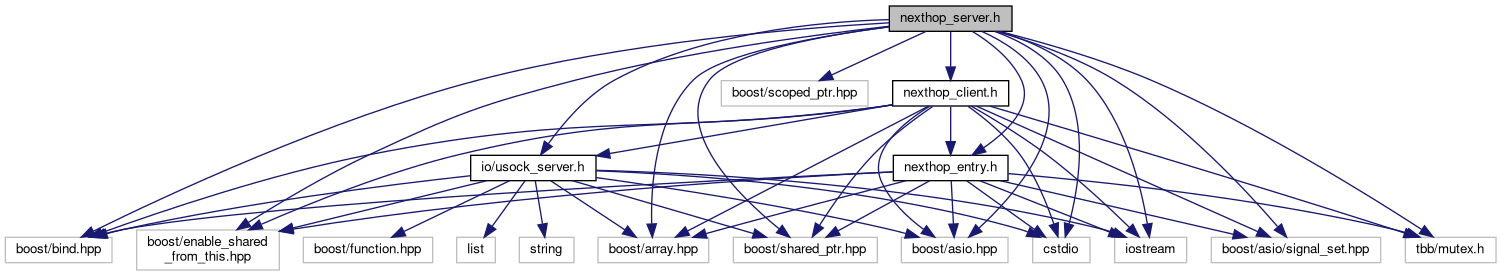 nexthop_server.h
boost/scoped_ptr.hpp
nexthop_client.h
io/usock_server.h
nexthop_entry.h
boost/bind.hpp
boost/enable_shared
_from_this.hpp
boost/function.hpp
list
string
boost/array.hpp
boost/shared_ptr.hpp
boost/asio.hpp
cstdio
iostream
boost/asio/signal_set.hpp
tbb/mutex.h